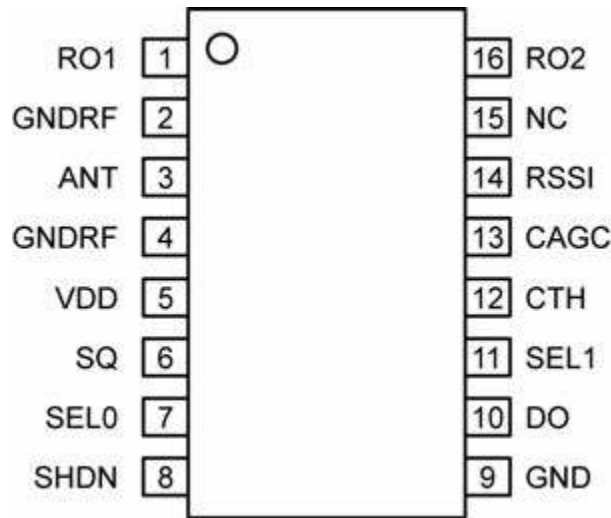 RO1 1 16 RO2
GNDRF 2 15 NC
ANT 3 14 RSSI
GNDRF 4 13 CAGC
VDD 5 12 CTH
SQ 6 11 SEL1
SEL0 7 10 DO
SHDN 8 9 GND